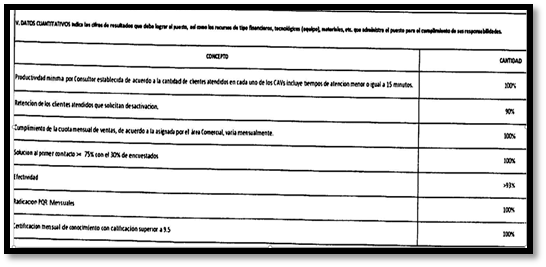 V. DATOS CUANTITATIVOS Indica las cifras de resultados que debe lograr el puesto, así como los recursos de tipo financieros, tecnológicos (equipo), materiales, etc. que administra el puesto para el cumplimiento de sus responsabilidades.
CONCEPTO CANTIDAD
Productividad minima por Consultor establecida de acuerdo a la cantidad de clientes atendidos en cada uno de los CAVs incluye tiempos de atencion menor o igual a 15 minutos. 100%
Retencion de los clientes atendidos que solicitan desactivacion. 90%
Cumplimiento de la cuota mensual de ventas, de acuerdo a la asignada por el área Comercial, varia mensualmente. 100%
Solucion al primer contacto >= 75% con el 30% de encuestados 100%
Efectividad >93%
Radicacion PQR Mensuales 100%
Certificacion mensual de conocimiento con calificacion superior a 9.5 100%